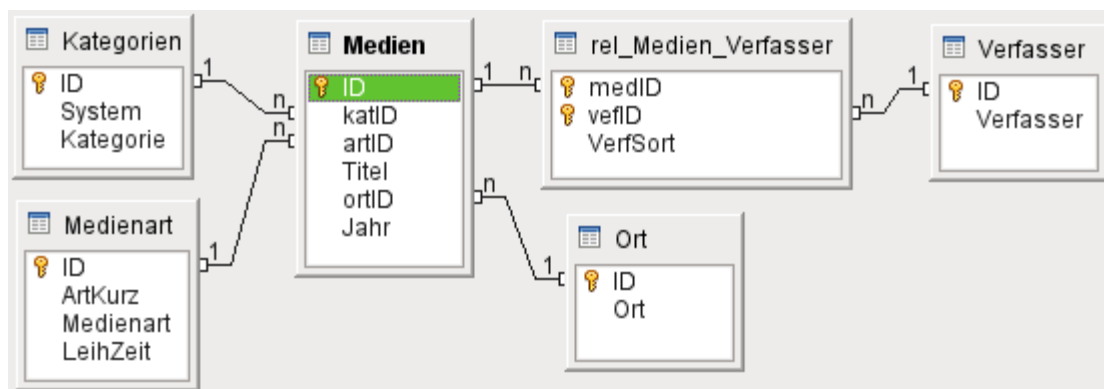 Kategorien
ID
System
Kategorie
Medienart
ID
ArtKurz
Medienart
LeihZeit
1
n
n
1
Medien
ID
katID
artID
Titel
ortID
Jahr
1
n
n
1
rel_Medien_Verfasser
medID
vefID
VerfSort
n
1
Ort
ID
Ort
Verfasser
ID
Verfasser